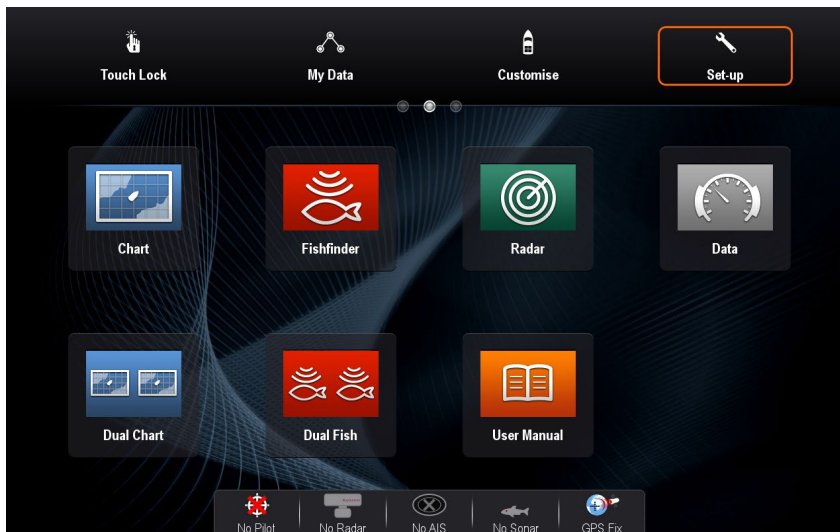 Touch Lock
My Data
Customise
Set-up
Chart
Fishfinder
Radar
Data
Dual Chart
Dual Fish
User Manual
No Pilot
No Radar
No AIS
No Sonar
GPS Fix